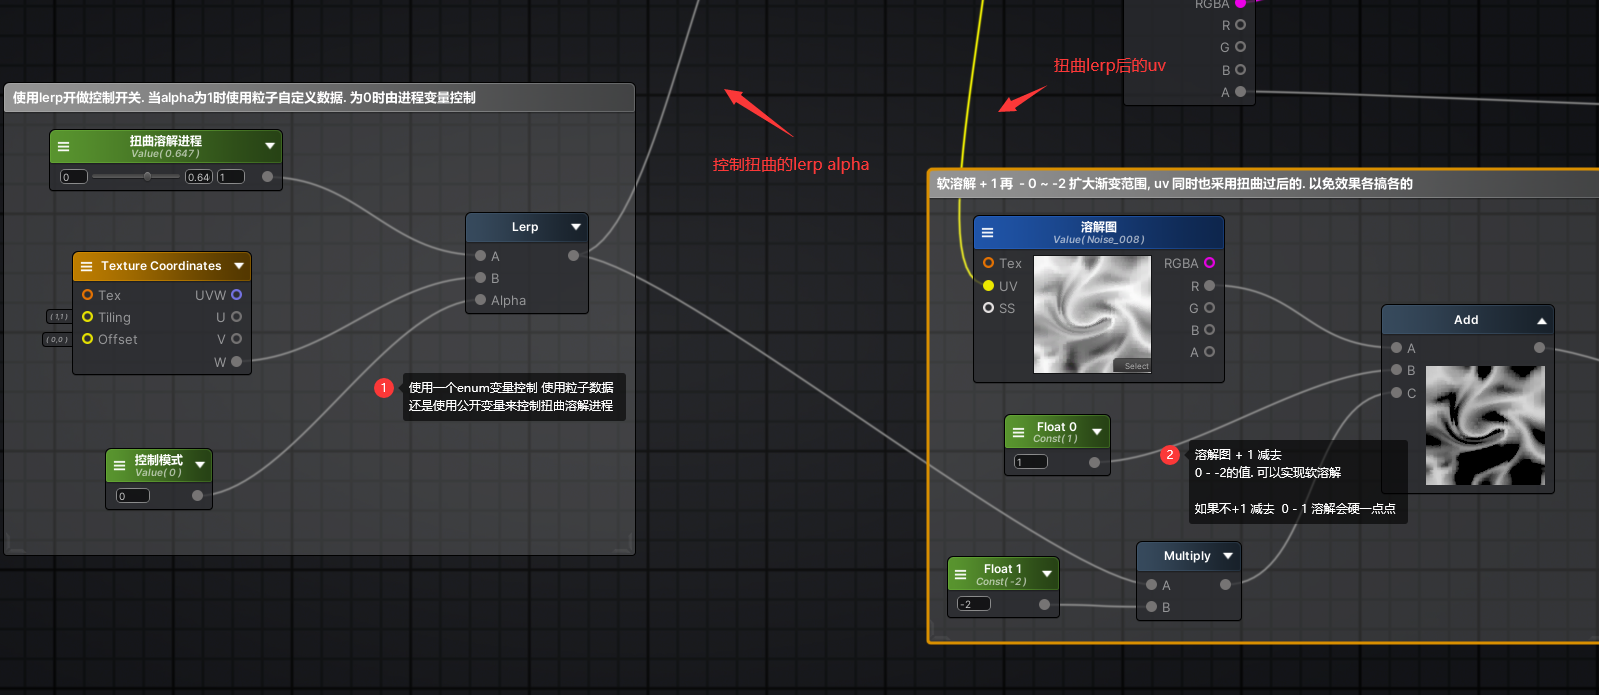 RGBA
R
G
B
A
扭曲lerp后的uv
使用lerp开做控制开关. 当alpha为1时使用粒子自定义数据. 为0时由进程变量控制
扭曲溶解进程
Value( 0.647 )
0
0.64
1
控制扭曲的lerp alpha
软溶解 + 1 再 - 0 ~ -2 扩大渐变范围, uv 同时也采用扭曲过后的. 以免效果各搞各的
Lerp
A
B
Alpha
Texture Coordinates
Tex
UVW
( 1,1 )
Tiling
U
( 0,0 )
Offset
V
W
溶解图
Value( Noise_008 )
Tex
RGBA
UV
R
SS
G
B
A
Select
Add
A
B
C
1
使用一个enum变量控制 使用粒子数据
还是使用公开变量来控制扭曲溶解进程
控制模式
Value( 0 )
0
Float 0
Const( 1 )
1
2
溶解图 + 1 减去
0 - -2的值. 可以实现软溶解
如果不+1 减去 0 - 1 溶解会硬一点点
Float 1
Const( -2 )
-2
Multiply
A
B